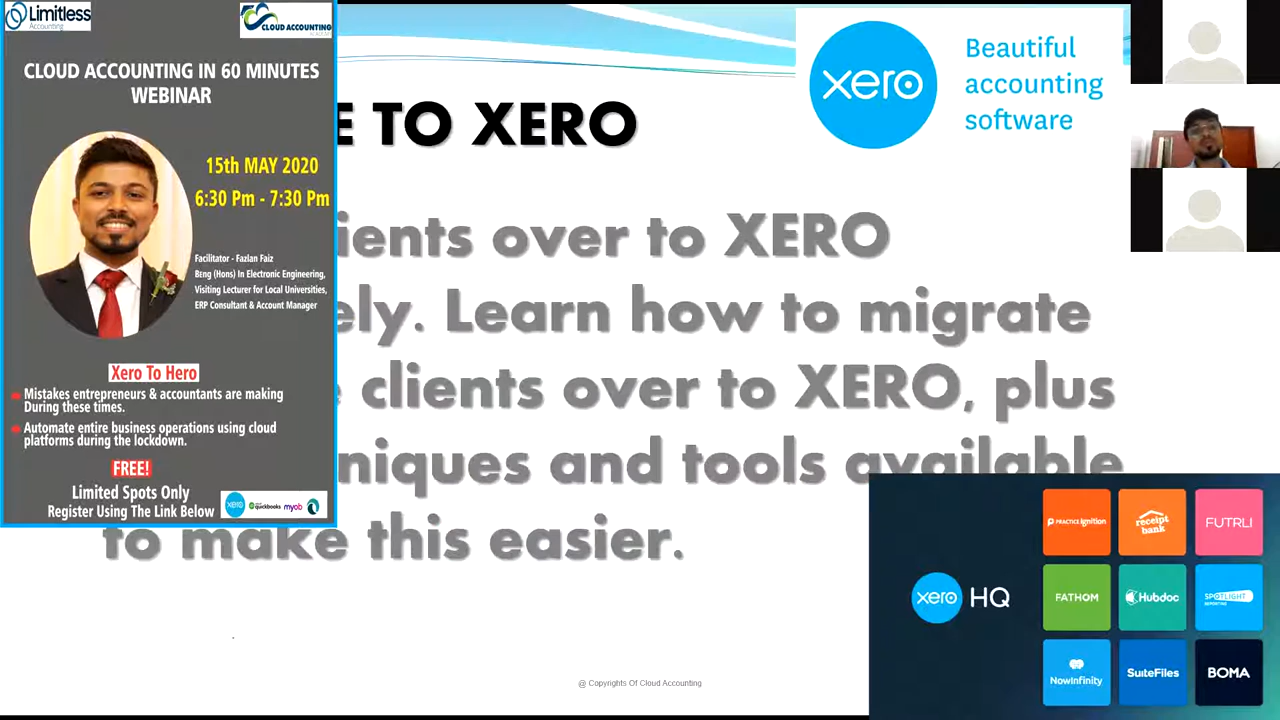 Limitless
Accounting
CLOUD ACCOUNTING
ACADEMY
CLOUD ACCOUNTING IN 60 MINUTES
WEBINAR
15th MAY 2020
6:30 Pm - 7:30 Pm
Facilitator - Fazlan Faiz
Beng (Hons) In Electronic Engineering,
Visiting Lecturer for Local Universities,
ERP Consultant & Account Manager
Xero To Hero
Mistakes entrepreneurs & accountants are making
During these times.
Automate entire business operations using cloud
platforms during the lockdown.
FREE!
Limited Spots Only
Register Using The Link Below
xero
quickbooks
myob
E TO XERO
xero
Beautiful
accounting
software
ients over to XERO
ely. Learn how to migrate
e clients over to XERO, plus
niques and tools available
to make this easier.
@ Copyrights Of Cloud Accounting
xero HQ
PRACTICE IGNITION
receipt
bank
FUTRLI
FATHOM
Hubdoc
SPOTLIGHT
REPORTING
NowInfinity
SuiteFiles
BOMA